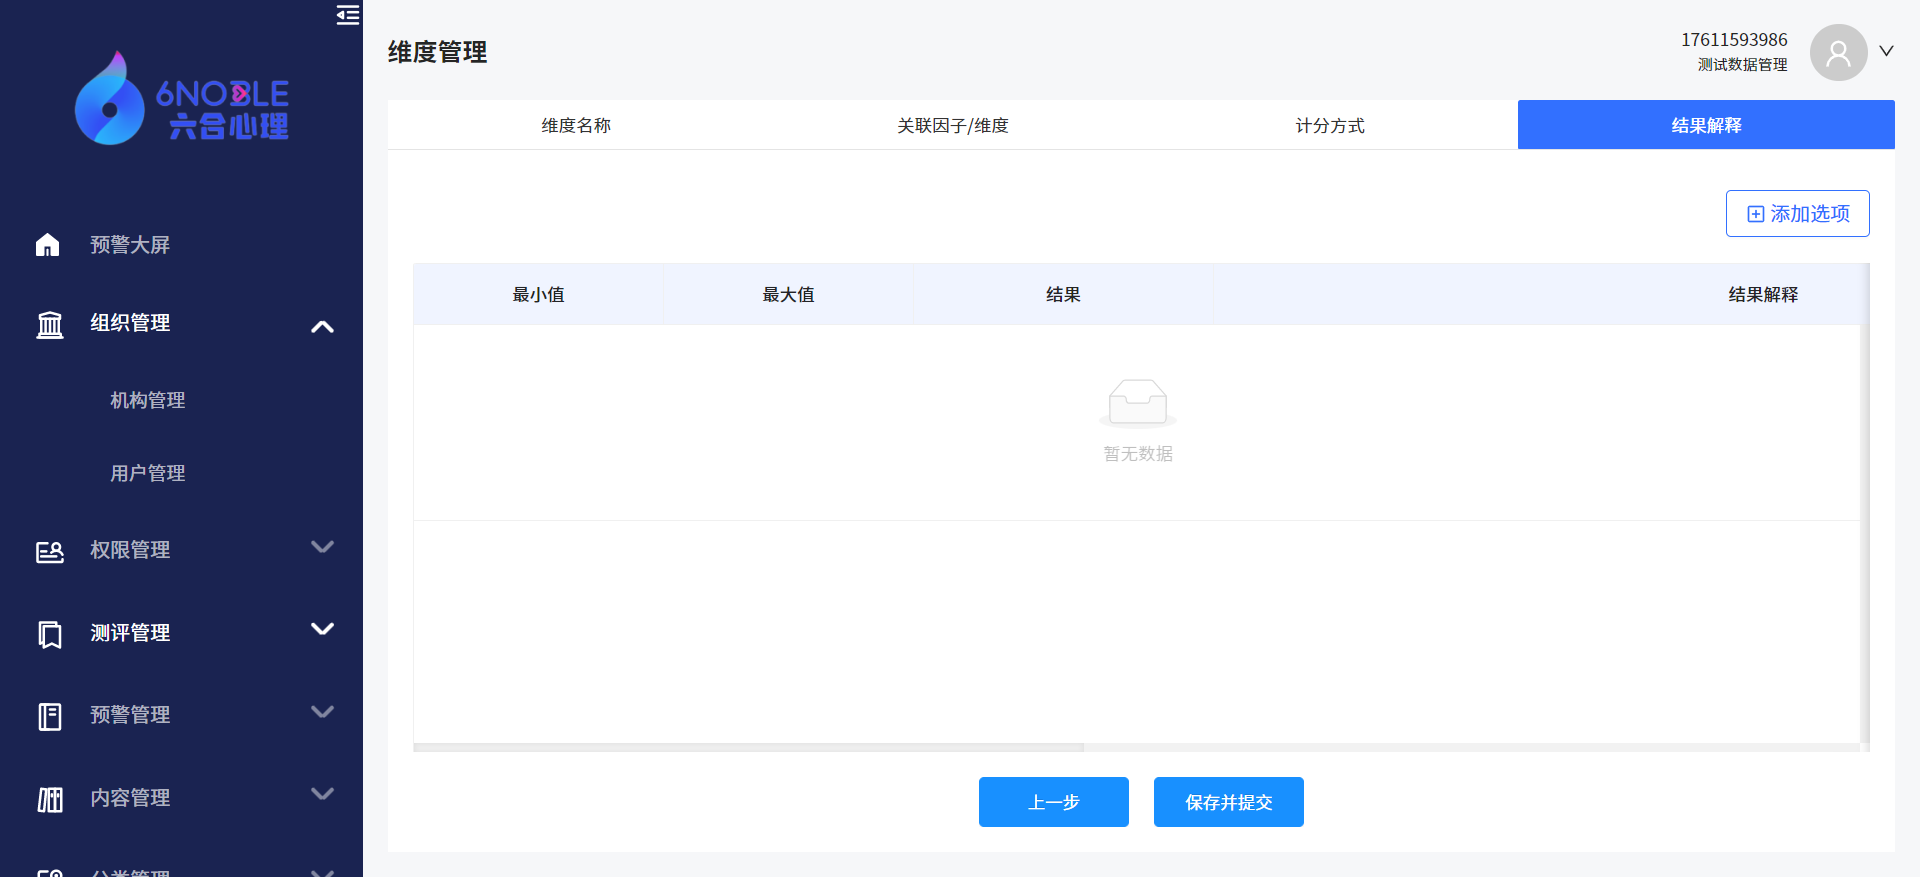 6NOBLE
六合心理
预警大屏
组织管理
机构管理
用户管理
权限管理
测评管理
预警管理
内容管理
分类管理
维度管理
17611593986
测试数据管理
维度名称
关联因子/维度
计分方式
结果解释
添加选项
最小值
最大值
结果
结果解释
暂无数据
上一步
保存并提交